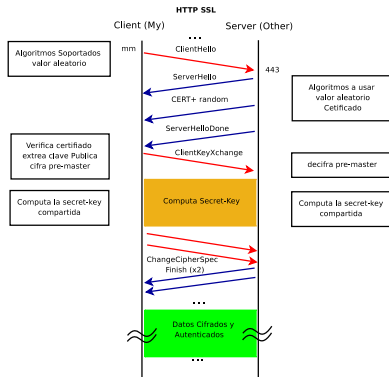 HTTP SSL
Client (My)
Server (Other)
...
Algoritmos Soportados
valor aleatorio
mm
ClientHello
443
ServerHello
Algoritmos a usar
valor aleatorio
Cetificado
CERT+ random
ServerHelloDone
Verifica certifiado
extrea clave Publica
cifra pre-master
ClientKeyXchange
decifra pre-master
Computa la secret-key
compartida
Computa Secret-Key
Computa la secret-key
compartida
ChangeCipherSpec
Finish (x2)
...
Datos Cifrados y
Autenticados
...